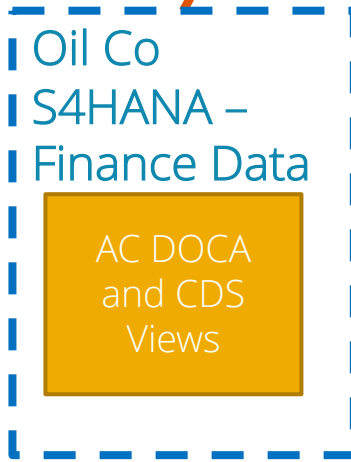 Oil Co
S4HANA –
Finance Data
AC DOCA
and CDS
Views